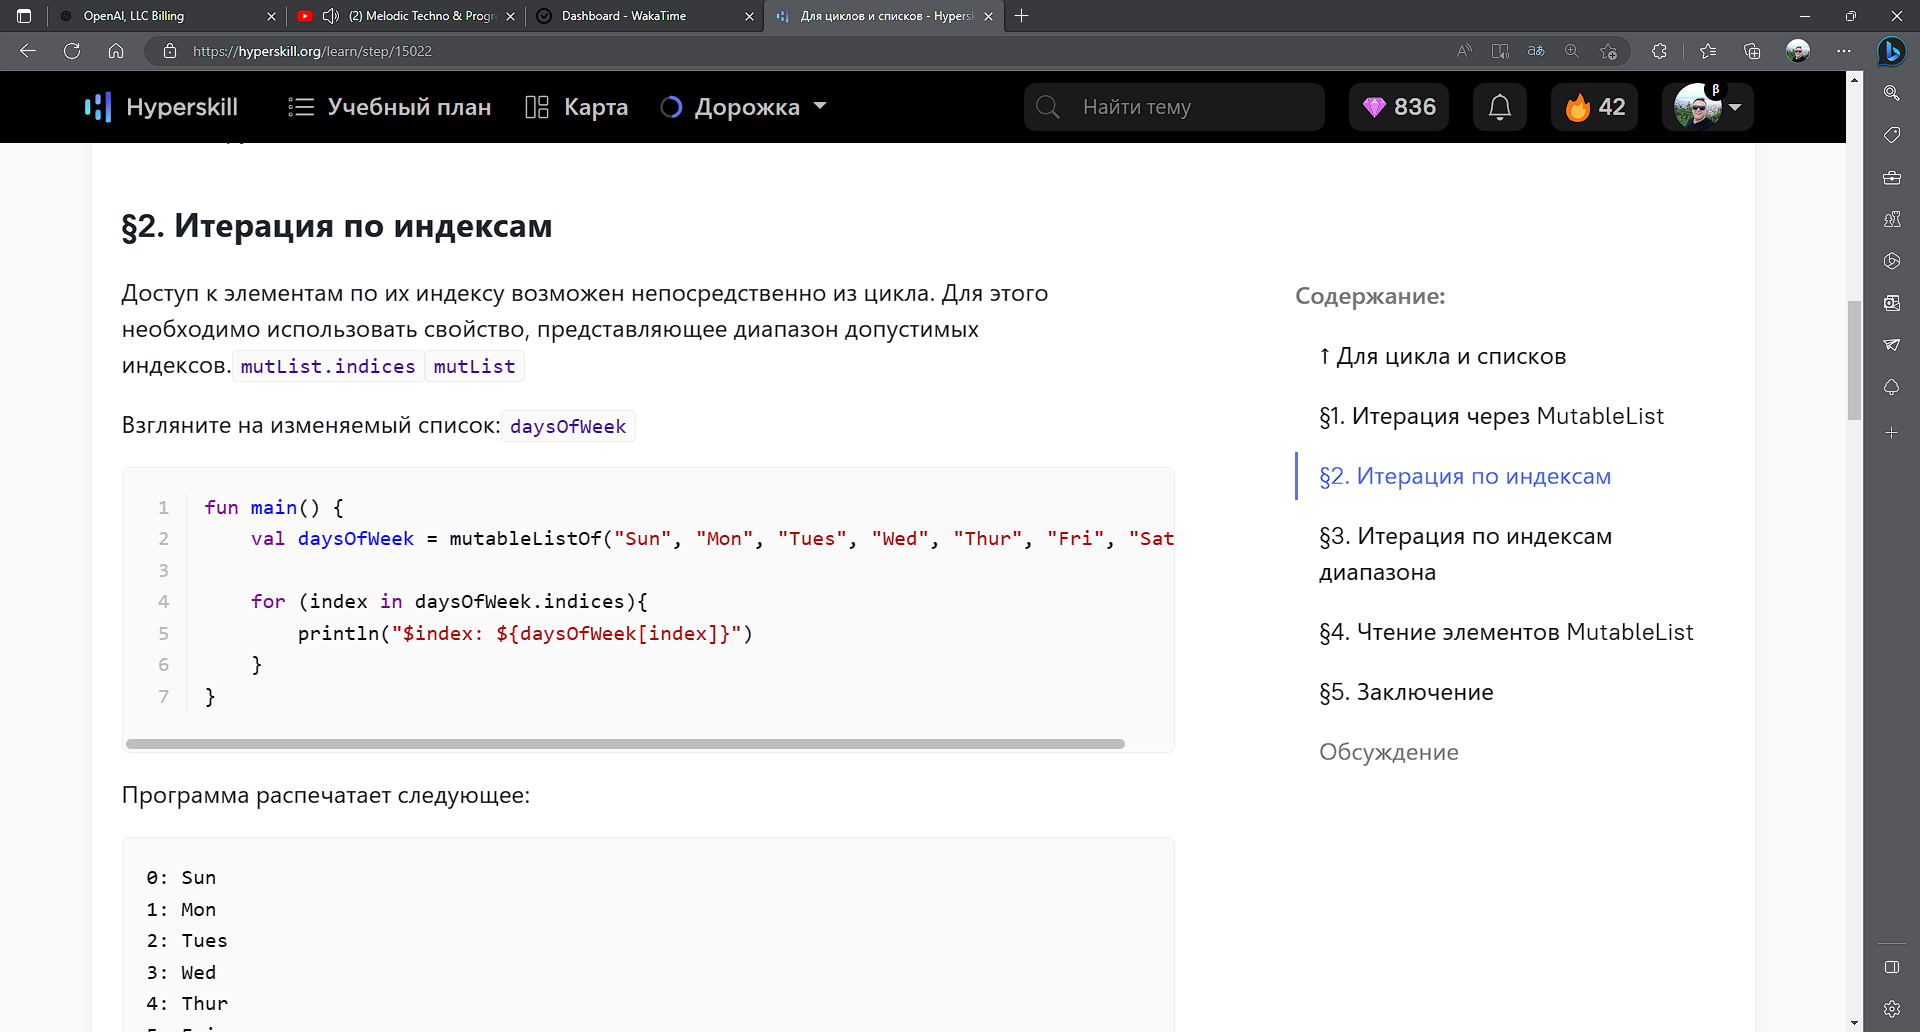 OpenAI, LLC Billing
(2) Melodic Techno & Progr
Dashboard - WakaTime
Для циклов и списков - Hypersk
https://hyperskill.org/learn/step/15022
Hyperskill
Учебный план
Карта
Дорожка
Найти тему
836
42
β
§2. Итерация по индексам
Доступ к элементам по их индексу возможен непосредственно из цикла. Для этого
необходимо использовать свойство, представляющее диапазон допустимых
индексов. mutList.indices mutList
Взгляните на изменяемый список: daysOfWeek
1 fun main() {
2 val daysOfWeek = mutableListOf("Sun", "Mon", "Tues", "Wed", "Thur", "Fri", "Sat
3
4 for (index in daysOfWeek.indices){
5 println("$index: ${daysOfWeek[index]}")
6 }
7 }
Программа распечатает следующее:
0: Sun
1: Mon
2: Tues
3: Wed
4: Thur
Содержание:
↑ Для цикла и списков
§1. Итерация через MutableList
§2. Итерация по индексам
§3. Итерация по индексам
диапазона
§4. Чтение элементов MutableList
§5. Заключение
Обсуждение